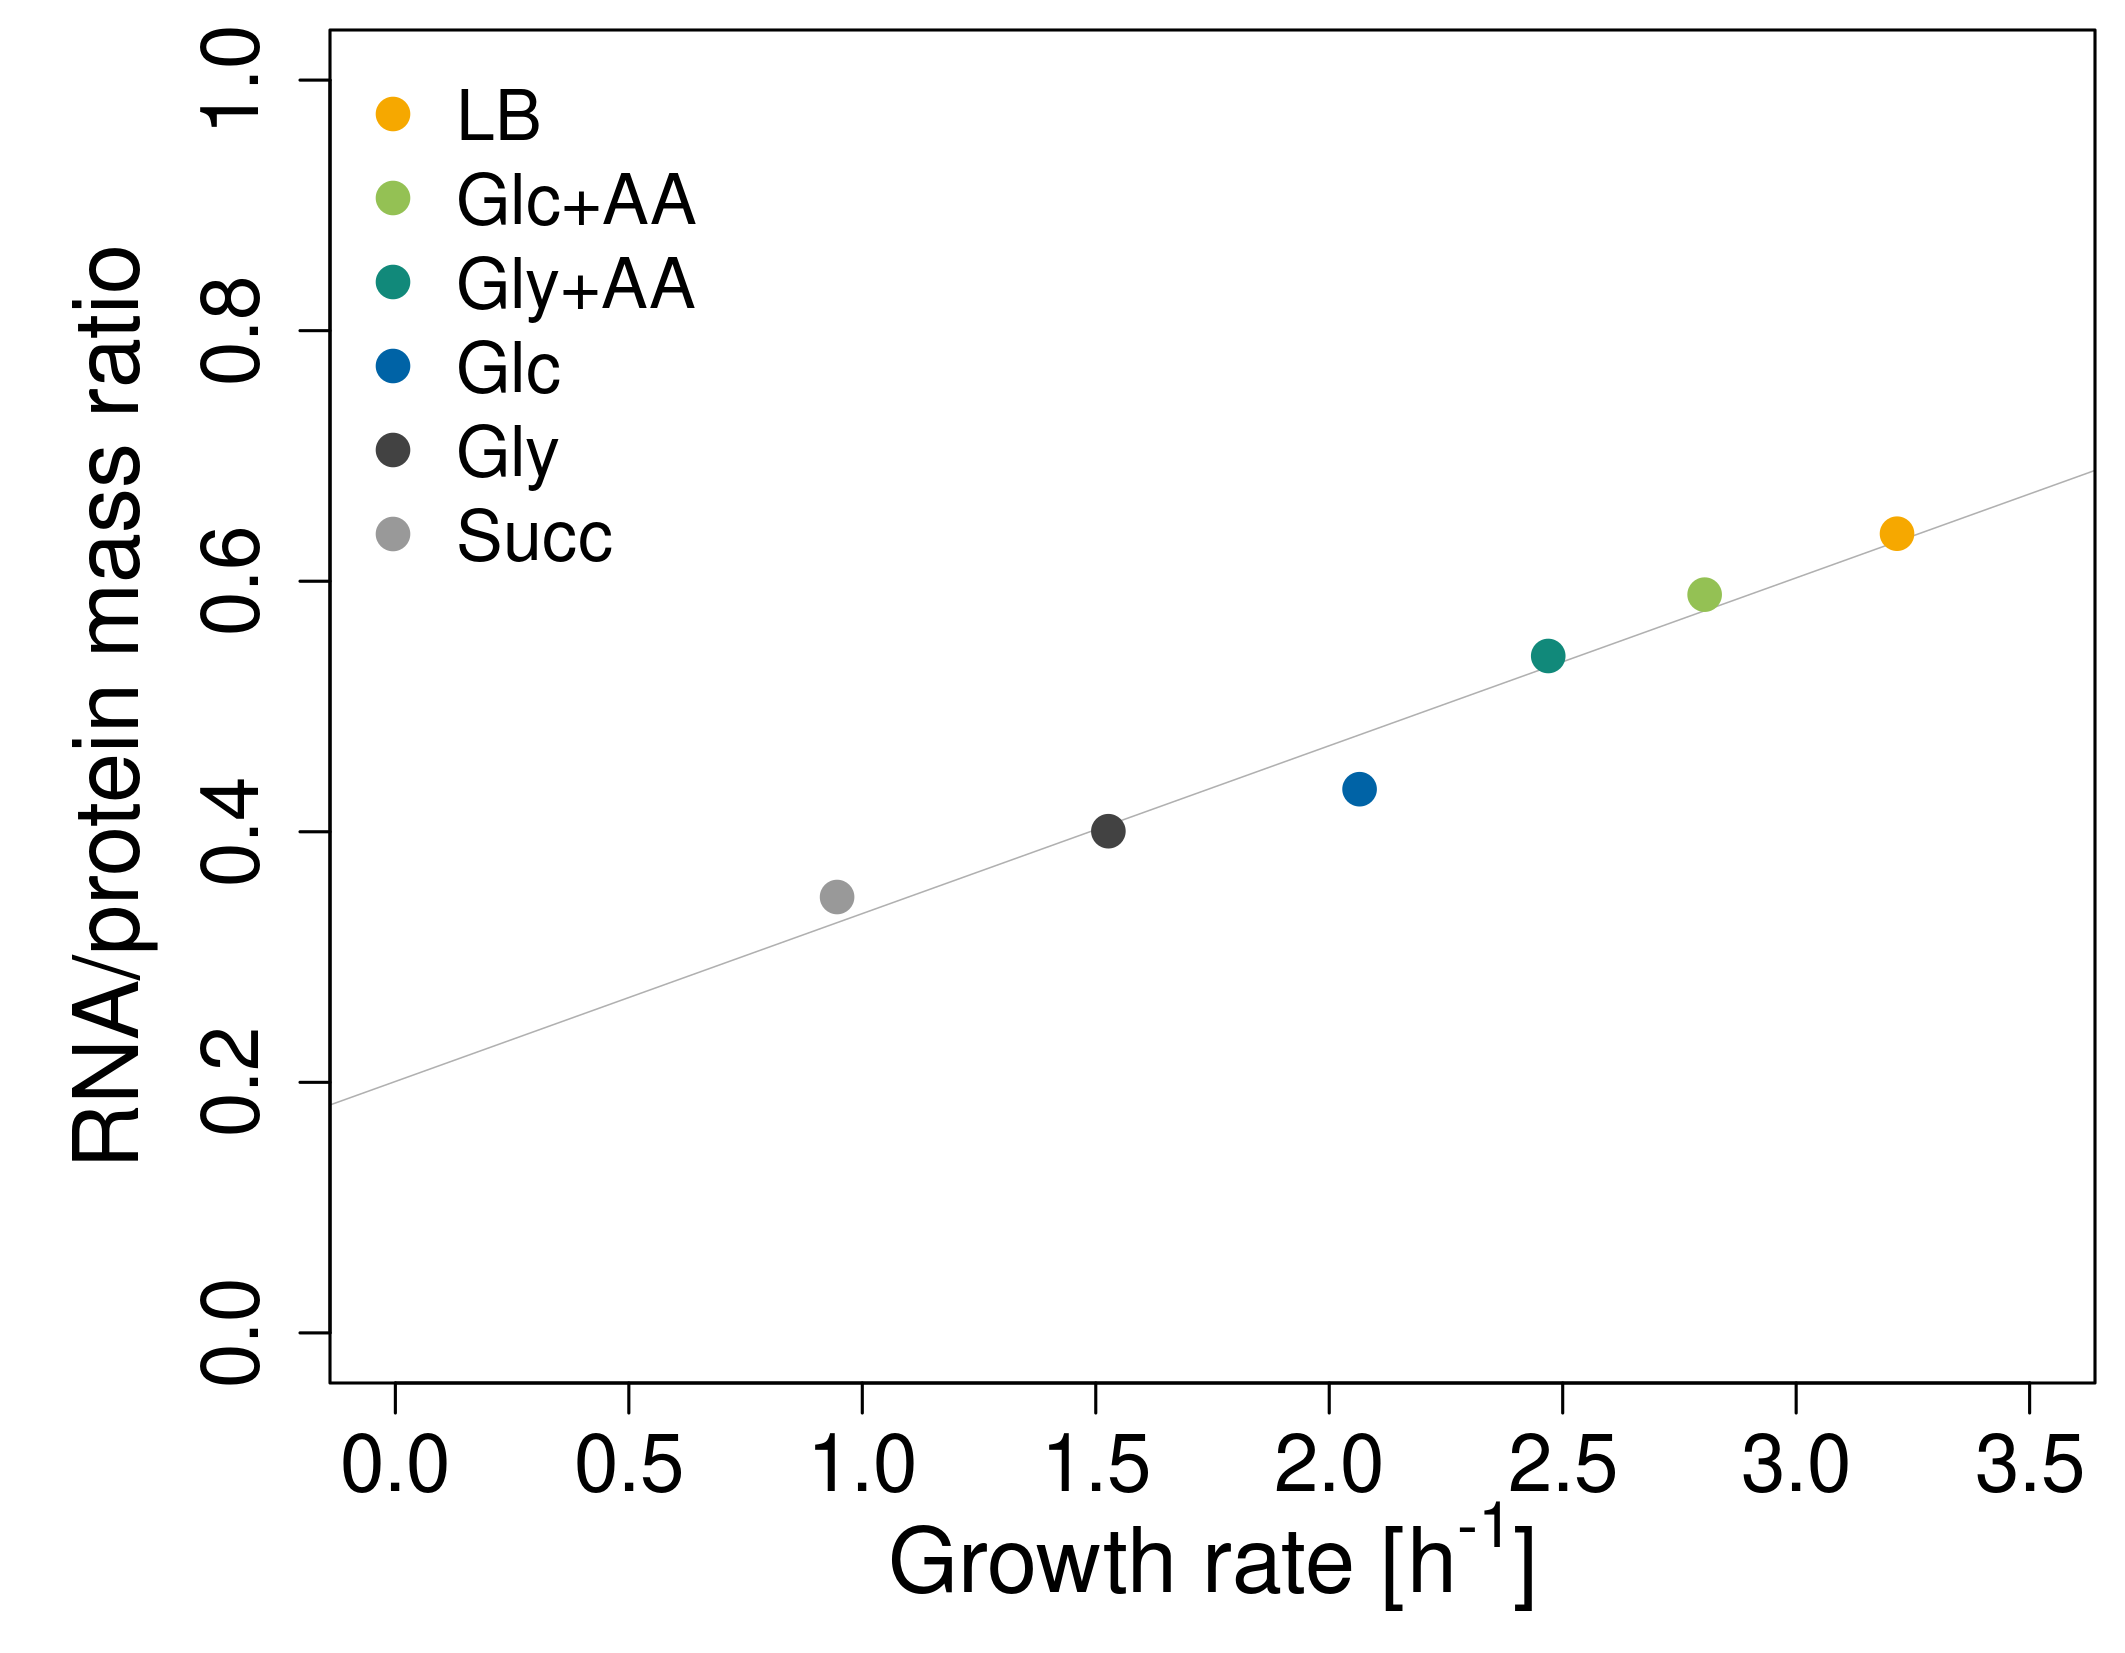 1.0
0.8
0.6
0.4
0.2
0.0
RNA/protein mass ratio
LB
Glc+AA
Gly+AA
Glc
Gly
Succ
0.0 0.5 1.0 1.5 2.0 2.5 3.0 3.5
Growth rate [h⁻¹]